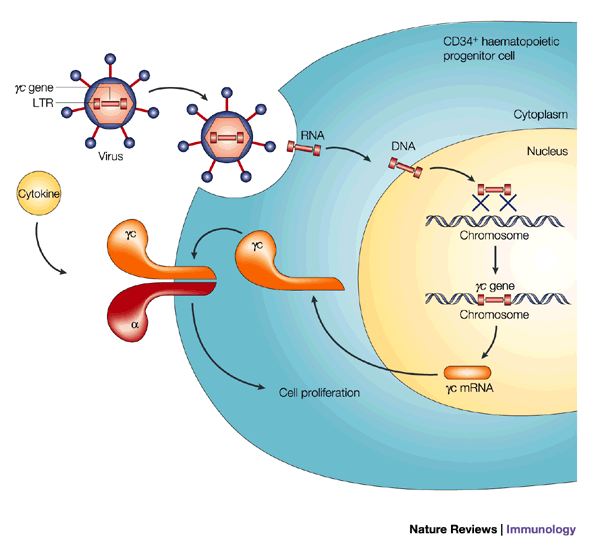 CD34⁺ haematopoietic
progenitor cell
γc gene
LTR
Virus
RNA
Cytoplasm
DNA
Nucleus
Cytokine
Chromosome
γc
γc
γc gene
Chromosome
α
γc mRNA
Cell proliferation
Nature Reviews | Immunology